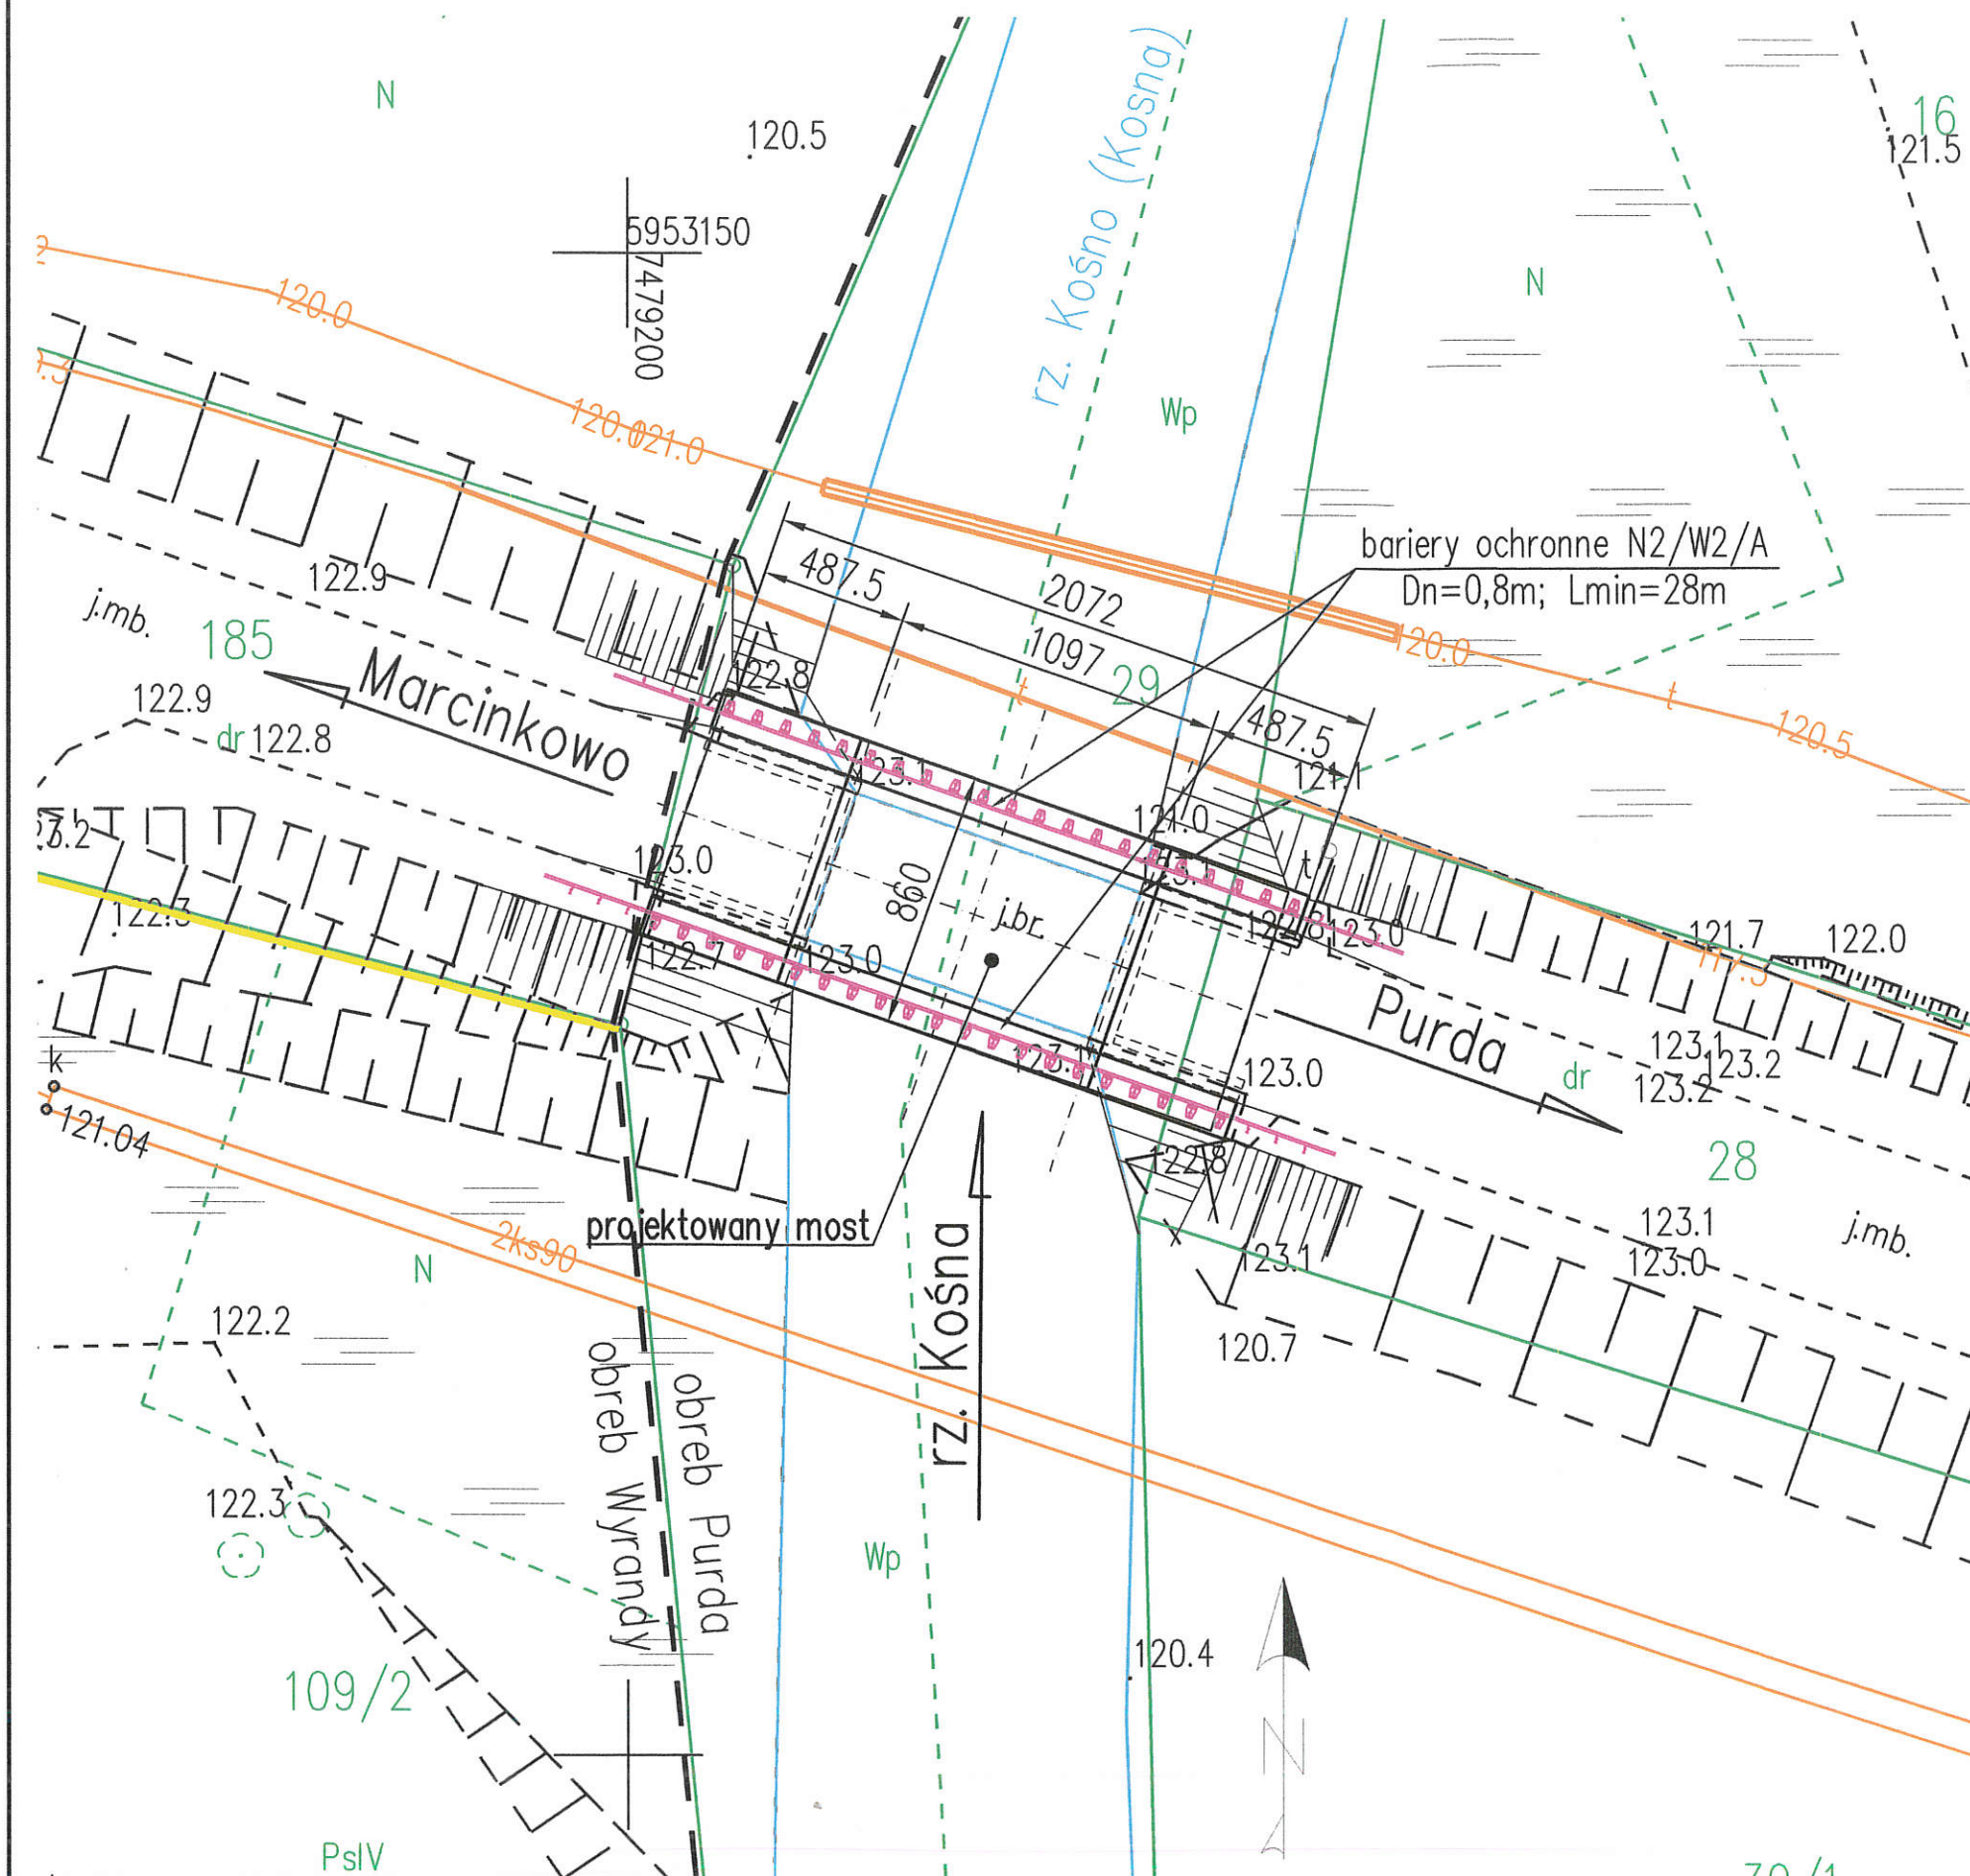 N
120.5
rz. Kośno (Kosna)
16
121.5
5953150
7479200
N
120.0
120.0
121.0
Wp
bariery ochronne N2/W2/A
Dn=0,8m; Lmin=28m
487.5
2072
1097
487.5
29
122.9
j.mb.
185
120.0
t
t
120.5
122.8
Marcinkowo
122.9
dr
122.8
121.1
121.0
t
123.0
860
j.br.
122.3
122.7
123.0
123.0
121.7
122.0
Purda
123.1
123.2
123.2
dr
123.0
k
121.04
122.8
28
projektowany most
2ks90
rz. Kośna
123.1
123.1
123.0
j.mb.
N
122.2
120.7
obreb Wyrandy
obreb Purda
122.3
Wp
120.4
109/2
N
PsIV